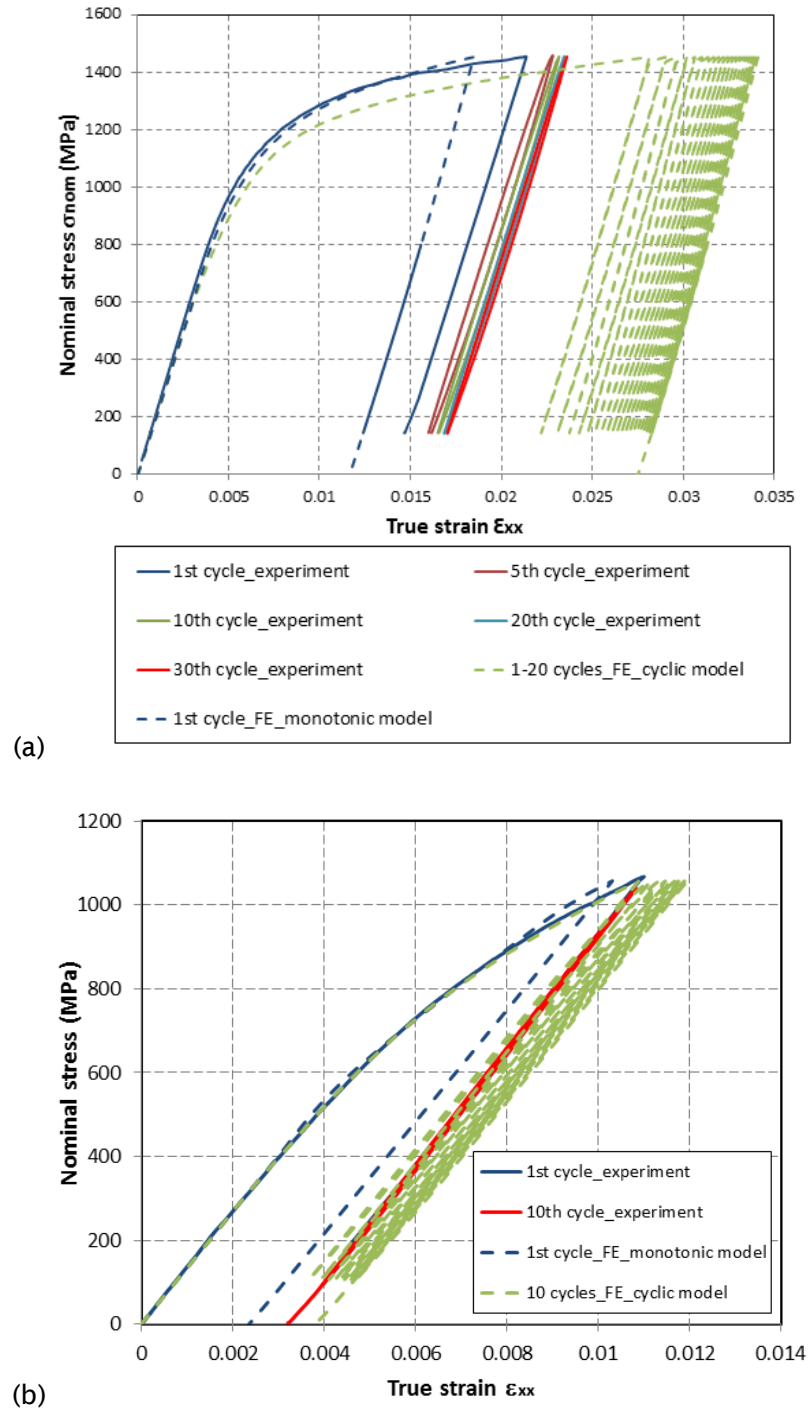 1600
1400
1200
1000
800
600
400
200
0
Nominal stress σnom (MPa)
0 0.005 0.01 0.015 0.02 0.025 0.03 0.035
True strain Ɛxx
1st cycle_experiment 5th cycle_experiment
10th cycle_experiment 20th cycle_experiment
30th cycle_experiment 1-20 cycles_FE_cyclic model
1st cycle_FE_monotonic model
(a)
1200
1000
800
600
400
200
0
Nominal stress (MPa)
1st cycle_experiment
10th cycle_experiment
1st cycle_FE_monotonic model
10 cycles_FE_cyclic model
0 0.002 0.004 0.006 0.008 0.01 0.012 0.014
True strain εxx
(b)